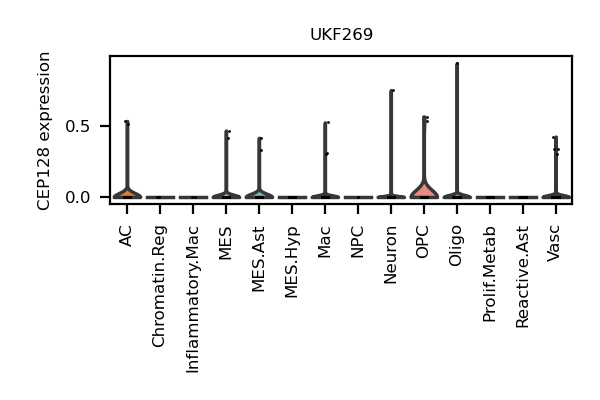 UKF269
CEP128 expression
0.5
0.0
AC
Chromatin.Reg
Inflammatory.Mac
MES
MES.Ast
MES.Hyp
Mac
NPC
Neuron
OPC
Oligo
Prolif.Metab
Reactive.Ast
Vasc